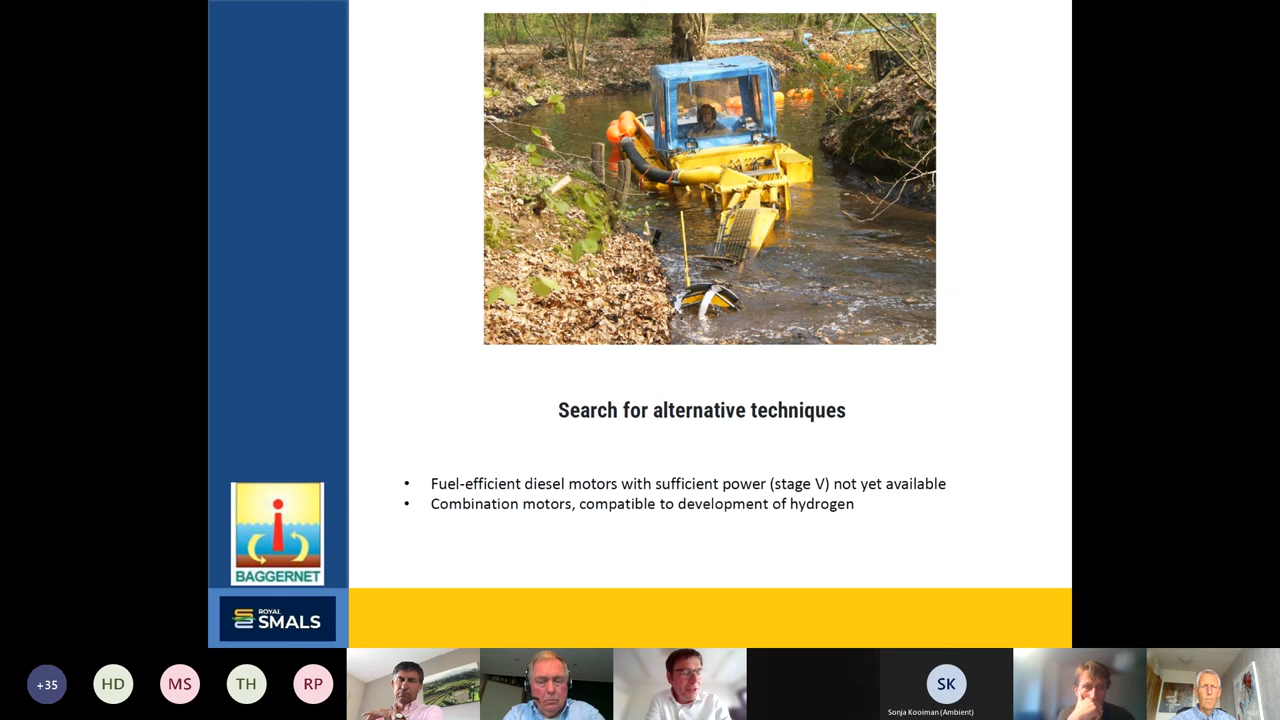 Search for alternative techniques
• Fuel-efficient diesel motors with sufficient power (stage V) not yet available
• Combination motors, compatible to development of hydrogen
BAGGERNET
ROYAL
SMALS
+35
HD
MS
TH
RP
SK
Sonja Kooiman (Ambient)